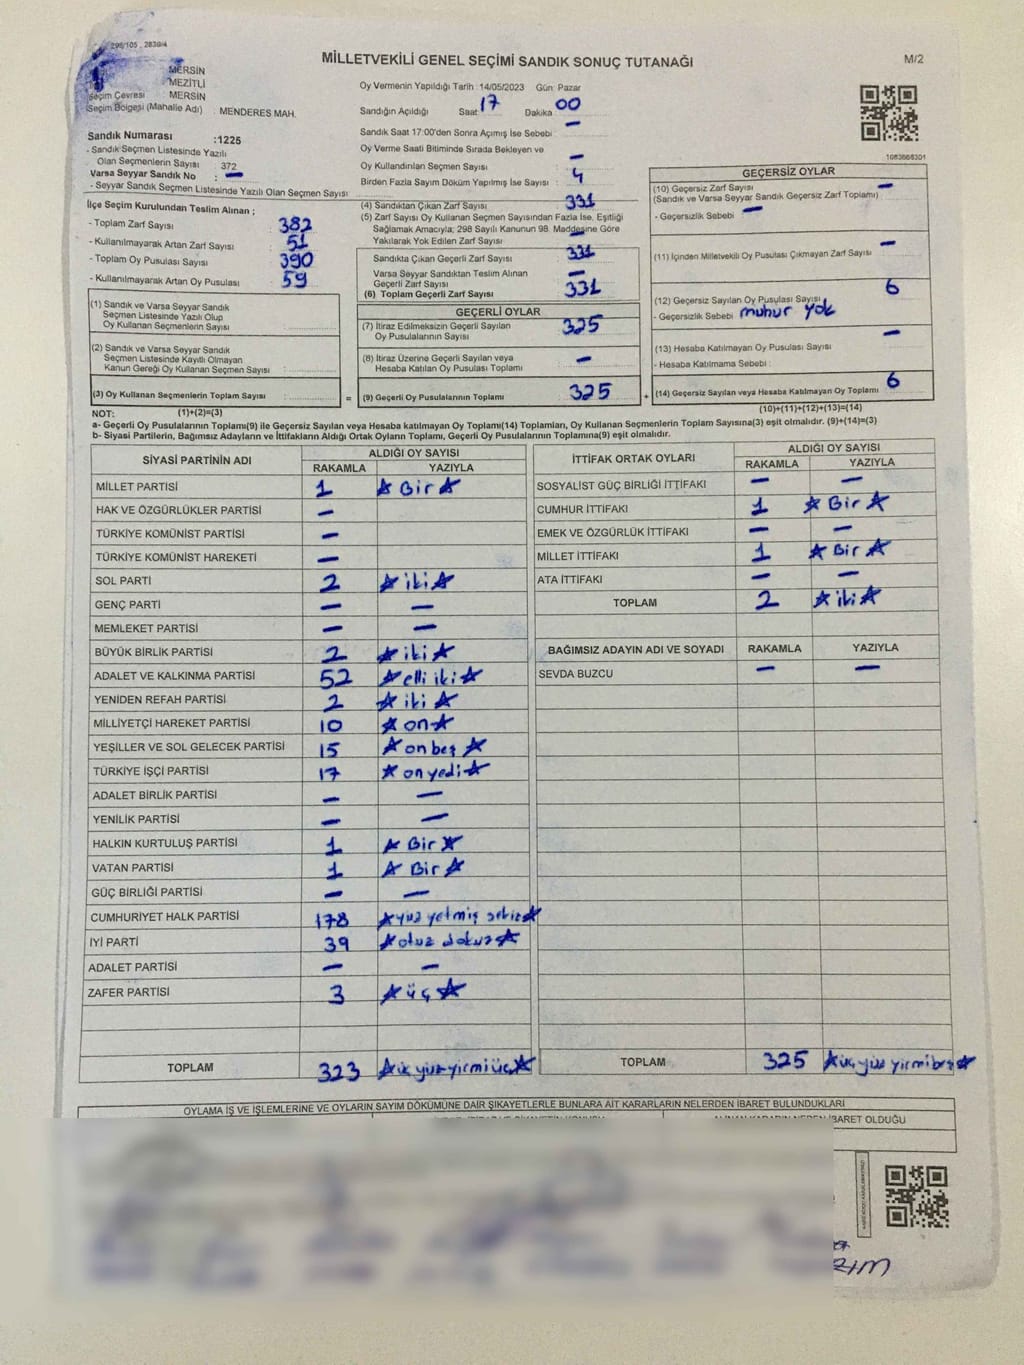 298/105 , 2839/4
MİLLETVEKİLİ GENEL SEÇİMİ SANDIK SONUÇ TUTANAĞI
M/2
MERSİN
MEZİTLİ
Seçim Çevresi MERSİN
Seçim Bölgesi (Mahalle Adı) : MENDERES MAH.
Oy Vermenin Yapıldığı Tarih :14/05/2023 Gün: Pazar
Sandığın Açıldığı Saat 17 Dakika 00
Sandık Saat 17:00'den Sonra Açımış İse Sebebi : –
Oy Verme Saati Bitiminde Sırada Bekleyen ve
Oy Kullandırılan Seçmen Sayısı : –
Birden Fazla Sayım Döküm Yapılmış İse Sayısı : 4
Sandık Numarası :1225
- Sandık Seçmen Listesinde Yazılı
Olan Seçmenlerin Sayısı : 372
Varsa Seyyar Sandık No : –
- Seyyar Sandık Seçmen Listesinde Yazılı Olan Seçmen Sayısı:
İlçe Seçim Kurulundan Teslim Alınan ;
- Toplam Zarf Sayısı : 382
- Kullanılmayarak Artan Zarf Sayısı : 51
- Toplam Oy Pusulası Sayısı : 390
- Kullanılmayarak Artan Oy Pusulası : 59
(1) Sandık ve Varsa Seyyar Sandık
Seçmen Listesinde Yazılı Olup
Oy Kullanan Seçmenlerin Sayısı :
(2) Sandık ve Varsa Seyyar Sandık
Seçmen Listesinde Kayıtlı Olmayan
Kanun Gereği Oy Kullanan Seçmen Sayısı :
(3) Oy Kullanan Seçmenlerin Toplam Sayısı :
(1)+(2)=(3)
(4) Sandıktan Çıkan Zarf Sayısı : 331
(5) Zarf Sayısı Oy Kullanan Seçmen Sayısından Fazla İse, Eşitliği
Sağlamak Amacıyla; 298 Sayılı Kanunun 98. Maddesine Göre
Yakılarak Yok Edilen Zarf Sayısı : –
Sandıkta Çıkan Geçerli Zarf Sayısı : 331
Varsa Seyyar Sandıktan Teslim Alınan
Geçerli Zarf Sayısı : –
(6) Toplam Geçerli Zarf Sayısı : 331
GEÇERLİ OYLAR
(7) İtiraz Edilmeksizin Geçerli Sayılan
Oy Pusulalarının Sayısı : 325
(8) İtiraz Üzerine Geçerli Sayılan veya
Hesaba Katılan Oy Pusulası Toplamı : –
= (9) Geçerli Oy Pusulalarının Toplamı : 325 +
1083668301
GEÇERSİZ OYLAR
(10) Geçersiz Zarf Sayısı : –
(Sandık ve Varsa Seyyar Sandık Geçersiz Zarf Toplamı)
- Geçersizlik Sebebi : –
(11) İçinden Milletvekili Oy Pusulası Çıkmayan Zarf Sayısı : –
(12) Geçersiz Sayılan Oy Pusulası Sayısı : 6
- Geçersizlik Sebebi : muhur yok
(13) Hesaba Katılmayan Oy Pusulası Sayısı : –
- Hesaba Katılmama Sebebi :
(14) Geçersiz Sayılan veya Hesaba Katılmayan Oy Toplamı : 6
(10)+(11)+(12)+(13)=(14)
NOT:
a- Geçerli Oy Pusulalarının Toplamı(9) ile Geçersiz Sayılan veya Hesaba katılmayan Oy Toplamı(14) Toplamları, Oy Kullanan Seçmenlerin Toplam Sayısına(3) eşit olmalıdır. (9)+(14)=(3)
b- Siyasi Partilerin, Bağımsız Adayların ve İttifakların Aldığı Ortak Oyların Toplamı, Geçerli Oy Pusulalarının Toplamına(9) eşit olmalıdır.
SİYASİ PARTİNİN ADI ALDIĞI OY SAYISI
RAKAMLA YAZIYLA
MİLLET PARTİSİ 1 ☆ Bir ☆
HAK VE ÖZGÜRLÜKLER PARTİSİ –
TÜRKİYE KOMÜNİST PARTİSİ –
TÜRKİYE KOMÜNİST HAREKETİ –
SOL PARTİ 2 ☆ iki ☆
GENÇ PARTİ – –
MEMLEKET PARTİSİ – –
BÜYÜK BİRLİK PARTİSİ 2 ☆ iki ☆
ADALET VE KALKINMA PARTİSİ 52 ☆ elli iki ☆
YENİDEN REFAH PARTİSİ 2 ☆ iki ☆
MİLLİYETÇİ HAREKET PARTİSİ 10 ☆ on ☆
YEŞİLLER VE SOL GELECEK PARTİSİ 15 ☆ on beş ☆
TÜRKİYE İŞÇİ PARTİSİ 17 ☆ on yedi ☆
ADALET BİRLİK PARTİSİ – –
YENİLİK PARTİSİ – –
HALKIN KURTULUŞ PARTİSİ 1 ☆ Bir ☆
VATAN PARTİSİ 1 ☆ Bir ☆
GÜÇ BİRLİĞİ PARTİSİ – –
CUMHURİYET HALK PARTİSİ 178 ☆ yüz yetmiş sekiz ☆
İYİ PARTİ 39 ☆ otuz dokuz ☆
ADALET PARTİSİ – –
ZAFER PARTİSİ 3 ☆ üç ☆
TOPLAM 323 ☆ üç yüz yirmi üç ☆
İTTİFAK ORTAK OYLARI ALDIĞI OY SAYISI
RAKAMLA YAZIYLA
SOSYALİST GÜÇ BİRLİĞİ İTTİFAKI – –
CUMHUR İTTİFAKI 1 ☆ Bir ☆
EMEK VE ÖZGÜRLÜK İTTİFAKI – –
MİLLET İTTİFAKI 1 ☆ Bir ☆
ATA İTTİFAKI – –
TOPLAM 2 ☆ iki ☆
BAĞIMSIZ ADAYIN ADI VE SOYADI RAKAMLA YAZIYLA
SEVDA BUZCU – –
TOPLAM 325 ☆ üç yüz yirmi beş ☆
OYLAMA İŞ VE İŞLEMLERİNE VE OYLARIN SAYIM DÖKÜMÜNE DAİR ŞİKAYETLERLE BUNLARA AİT KARARLARIN NELERDEN İBARET BULUNDUKLARI
ALINAN KARARIN NEDEN İBARET OLDUĞU